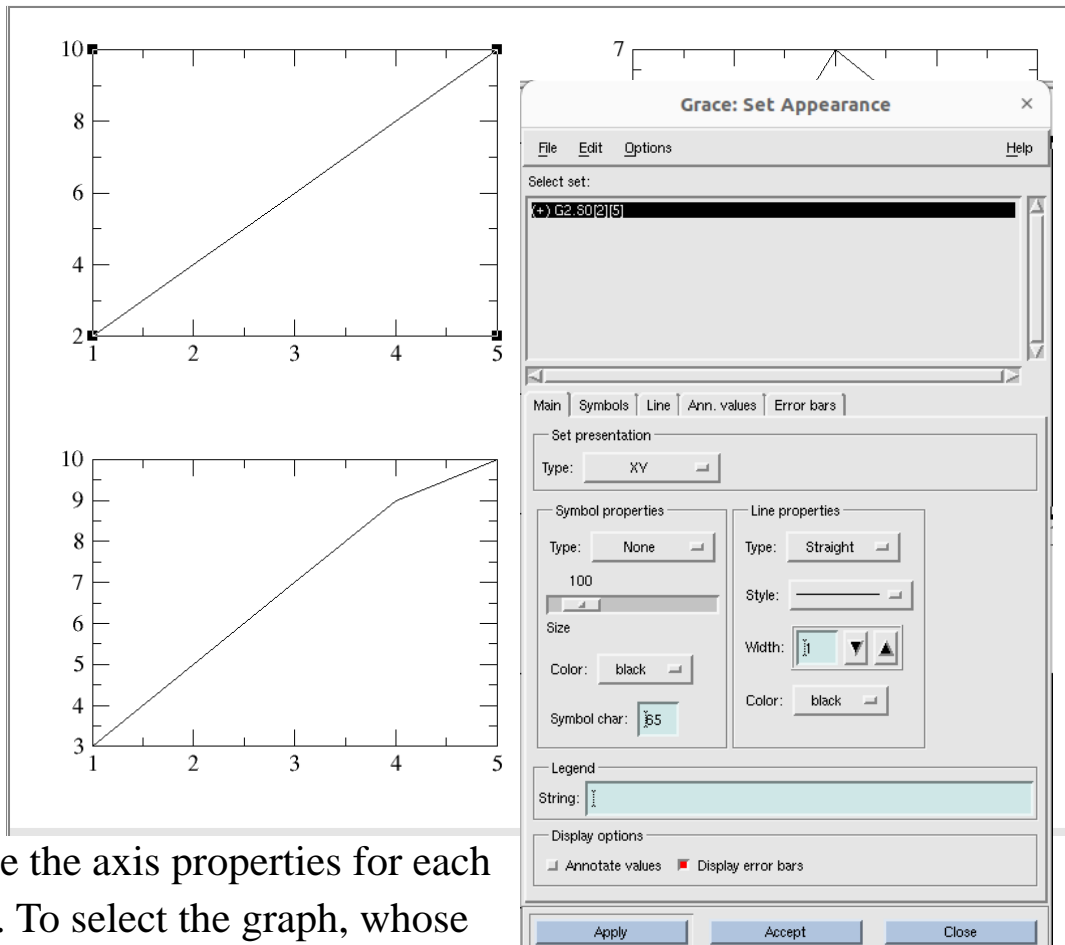 10
8
6
4
2
1 2 3 4 5
7
10
9
8
7
6
5
4
3
1 2 3 4 5
Grace: Set Appearance ×
File Edit Options Help
Select set:
(+) G2.S0[2][5]
Main Symbols Line Ann. values Error bars
Set presentation
Type: XY
Symbol properties
Type: None
100
Size
Color: black
Symbol char: 65
Line properties
Type: Straight
Style:
Width: 1
Color: black
Legend
String:
Display options
Annotate values Display error bars
Apply Accept Close
e the axis properties for each
. To select the graph, whose